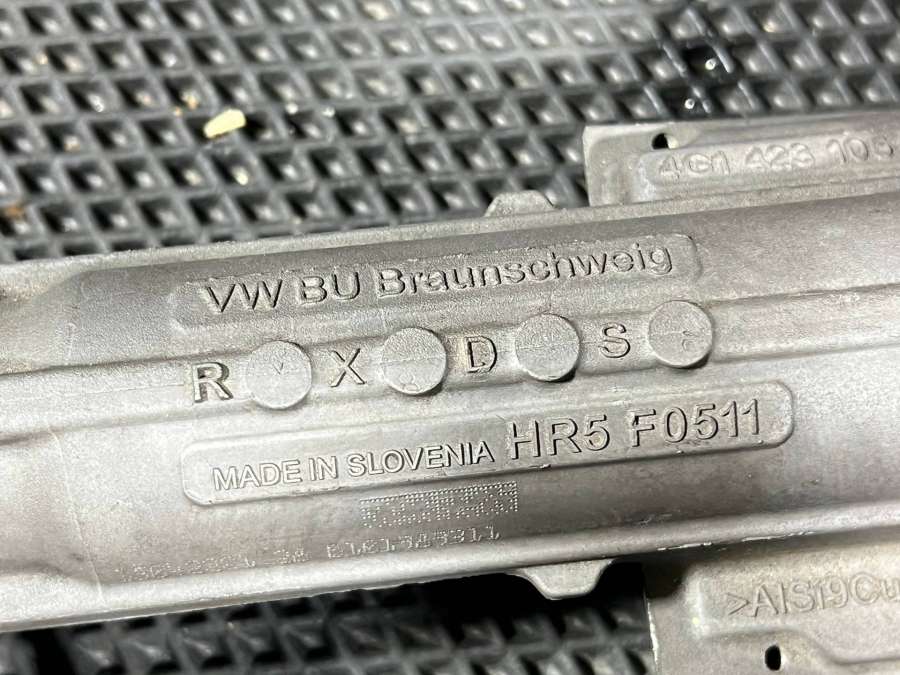 4G1 423 105
VW BU Braunschweig
R X D S
MADE IN SLOVENIA HR5 F0511
>AlSi9Cu